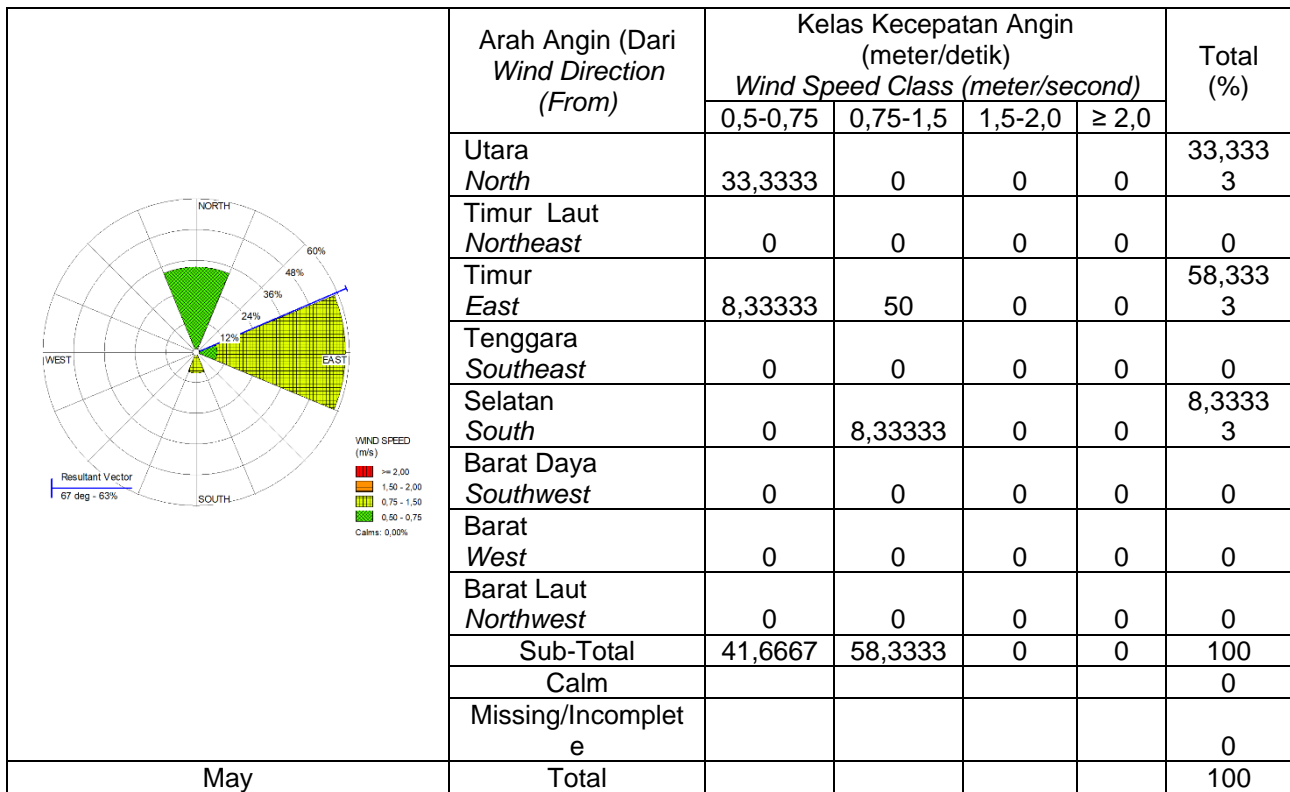 NORTH
60%
48%
36%
24%
12%
WEST
EAST
SOUTH
WIND SPEED
(m/s)
>= 2,00
1,50 - 2,00
0,75 - 1,50
0,50 - 0,75
Calms: 0,00%
Resultant Vector
67 deg - 63%
Arah Angin (Dari
Wind Direction
(From)
Kelas Kecepatan Angin
(meter/detik)
Wind Speed Class (meter/second)
Total
(%)
0,5-0,75 0,75-1,5 1,5-2,0 ≥ 2,0
Utara 33,333
North 33,3333 0 0 0 3
Timur Laut
Northeast 0 0 0 0 0
Timur 58,333
East 8,33333 50 0 0 3
Tenggara
Southeast 0 0 0 0 0
Selatan 8,3333
South 0 8,33333 0 0 3
Barat Daya
Southwest 0 0 0 0 0
Barat
West 0 0 0 0 0
Barat Laut
Northwest 0 0 0 0 0
Sub-Total 41,6667 58,3333 0 0 100
Calm 0
Missing/Incomplet
e 0
May Total 100